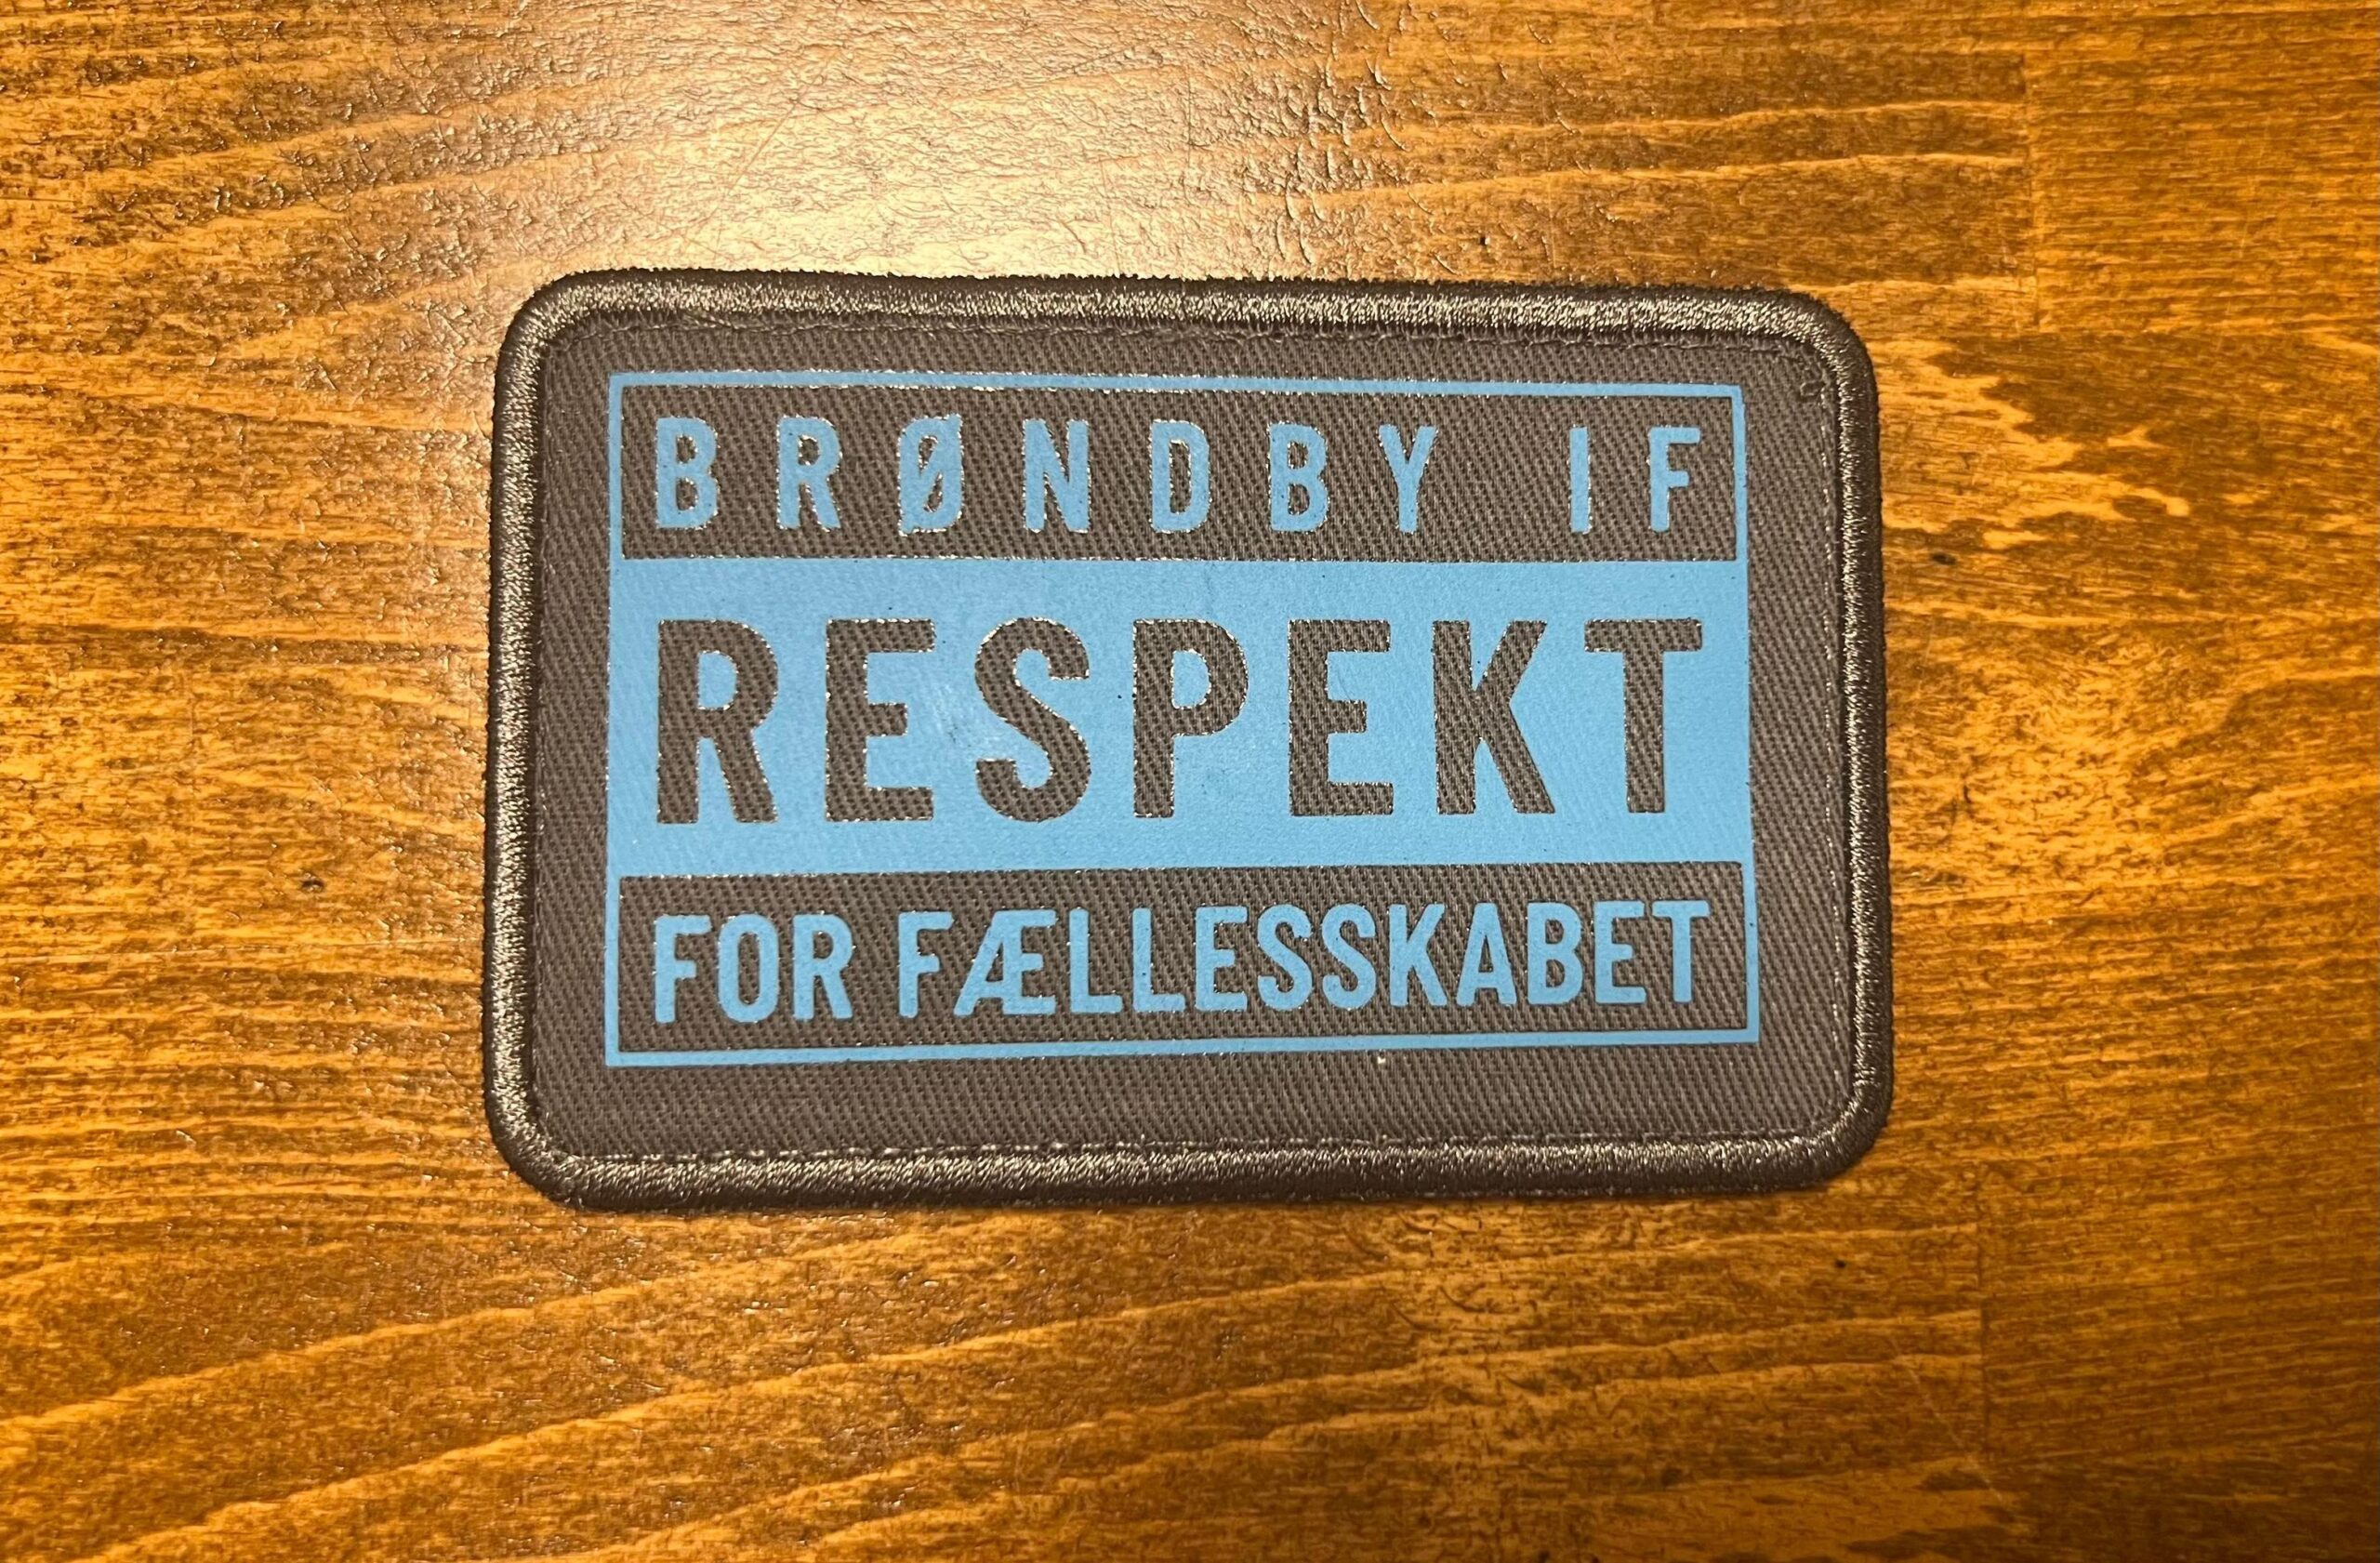 BRØNDBY IF
RESPEKT
FOR FÆLLESSKABET